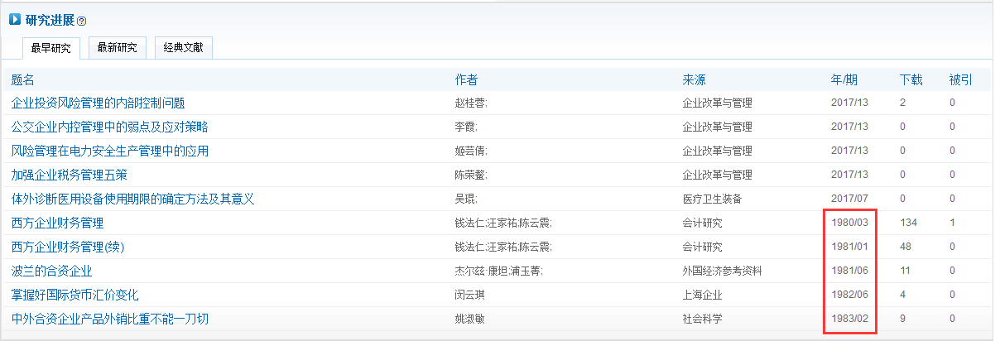 研究进展?
最早研究 最新研究 经典文献
题名 作者 来源 年/期 下载 被引
企业投资风险管理的内部控制问题 赵桂蓉; 企业改革与管理 2017/13 2 0
公交企业内控管理中的弱点及应对策略 李霞; 企业改革与管理 2017/13 0 0
风险管理在电力安全生产管理中的应用 姬芸倩; 企业改革与管理 2017/13 0 0
加强企业税务管理五策 陈荣鳌; 企业改革与管理 2017/13 0 0
体外诊断医用设备使用期限的确定方法及其意义 吴琨; 医疗卫生装备 2017/07 0 0
西方企业财务管理 钱法仁;汪家祐;陈云震; 会计研究 1980/03 134 1
西方企业财务管理(续) 钱法仁;汪家祐;陈云震; 会计研究 1981/01 48 0
波兰的合资企业 杰尔兹·康坦;浦玉菁; 外国经济参考资料 1981/06 11 0
掌握好国际货币汇价变化 闵云琪 上海企业 1982/06 4 0
中外合资企业产品外销比重不能一刀切 姚淑敏 社会科学 1983/02 9 0